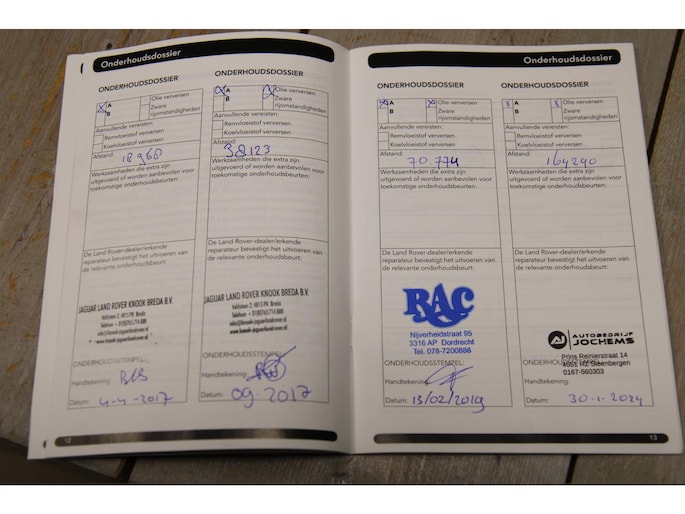 Onderhoudsdossier
ONDERHOUDSDOSSIER
A
B
Olie verversen
Zware
rijomstandigheden
Aanvullende vereisten:
Remvloeistof verversen
Koelvloeistof verversen
Afstand:
18968
Werkzaamheden die extra zijn
uitgevoerd of worden aanbevolen voor
toekomstige onderhoudsbeurten:
De Land Rover-dealer/erkende
reparateur bevestigt het uitvoeren van
de relevante onderhoudsbeurt:
JAGUAR LAND ROVER KNOOK BREDA B.V.
ONDERHOUDSSTEMPEL:
Handtekening:
Datum: 4-4-2017
12
ONDERHOUDSDOSSIER
A
B
Olie verversen
Zware
rijomstandigheden
Aanvullende vereisten:
Remvloeistof verversen
Koelvloeistof verversen
Afstand:
38123
Werkzaamheden die extra zijn
uitgevoerd of worden aanbevolen voor
toekomstige onderhoudsbeurten:
De Land Rover-dealer/erkende
reparateur bevestigt het uitvoeren van
de relevante onderhoudsbeurt:
JAGUAR LAND ROVER KNOOK BREDA B.V.
ONDERHOUDSSTEMPEL:
Handtekening:
Datum: 09-2017
Onderhoudsdossier
ONDERHOUDSDOSSIER
A
B
Olie verversen
Zware
rijomstandigheden
Aanvullende vereisten:
Remvloeistof verversen
Koelvloeistof verversen
Afstand:
70.774
Werkzaamheden die extra zijn
uitgevoerd of worden aanbevolen voor
toekomstige onderhoudsbeurten:
De Land Rover-dealer/erkende
reparateur bevestigt het uitvoeren van
de relevante onderhoudsbeurt:
RAC
Nijverheidstraat 95
3316 AP Dordrecht
Tel. 078-7200888
ONDERHOUDSSTEMPEL:
Handtekening:
Datum: 13/02/2019
ONDERHOUDSDOSSIER
A
B
Olie verversen
Zware
rijomstandigheden
Aanvullende vereisten:
Remvloeistof verversen
Koelvloeistof verversen
Afstand:
164290
Werkzaamheden die extra zijn
uitgevoerd of worden aanbevolen voor
toekomstige onderhoudsbeurten:
De Land Rover-dealer/erkende
reparateur bevestigt het uitvoeren van
de relevante onderhoudsbeurt:
AJ AUTOBEDRIJF
JOCHEMS
Prins Reinierstraat 14
4651 RZ Steenbergen
0167-560303
ONDERHOUDSSTEMPEL:
Handtekening:
Datum: 30-1-2024
13